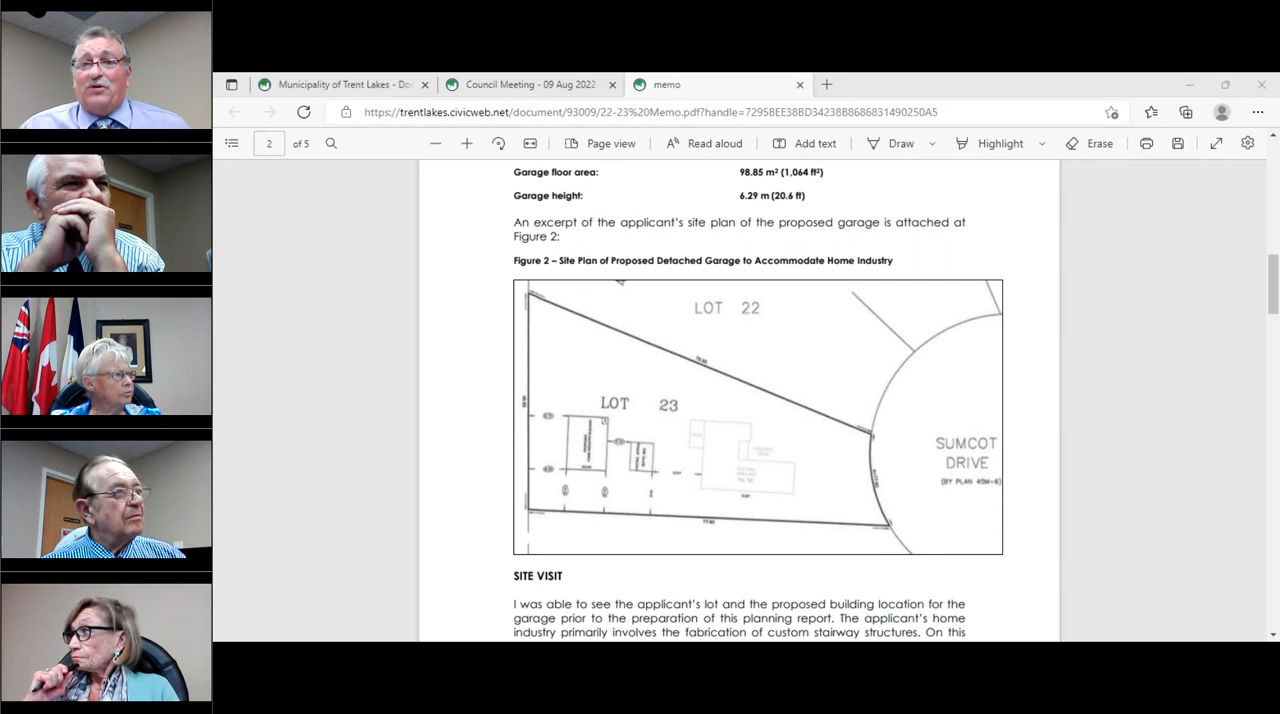 Municipality of Trent Lakes - Do
Council Meeting - 09 Aug 2022
memo
https://trentlakes.civicweb.net/document/93009/22-23%20Memo.pdf?handle=7295BEE38BD34238B868683149025​0A5
2 of 5
Page view
Read aloud
Add text
Draw
Highlight
Erase
Garage floor area: 98.85 m² (1,064 ft²)
Garage height: 6.29 m (20.6 ft)
An excerpt of the applicant's site plan of the proposed garage is attached at
Figure 2:
Figure 2 – Site Plan of Proposed Detached Garage to Accommodate Home Industry
LOT 22
LOT 23
SUMCOT
DRIVE
(BY PLAN 45M-8)
SITE VISIT
I was able to see the applicant's lot and the proposed building location for the
garage prior to the preparation of this planning report. The applicant's home
industry primarily involves the fabrication of custom stairway structures. On this